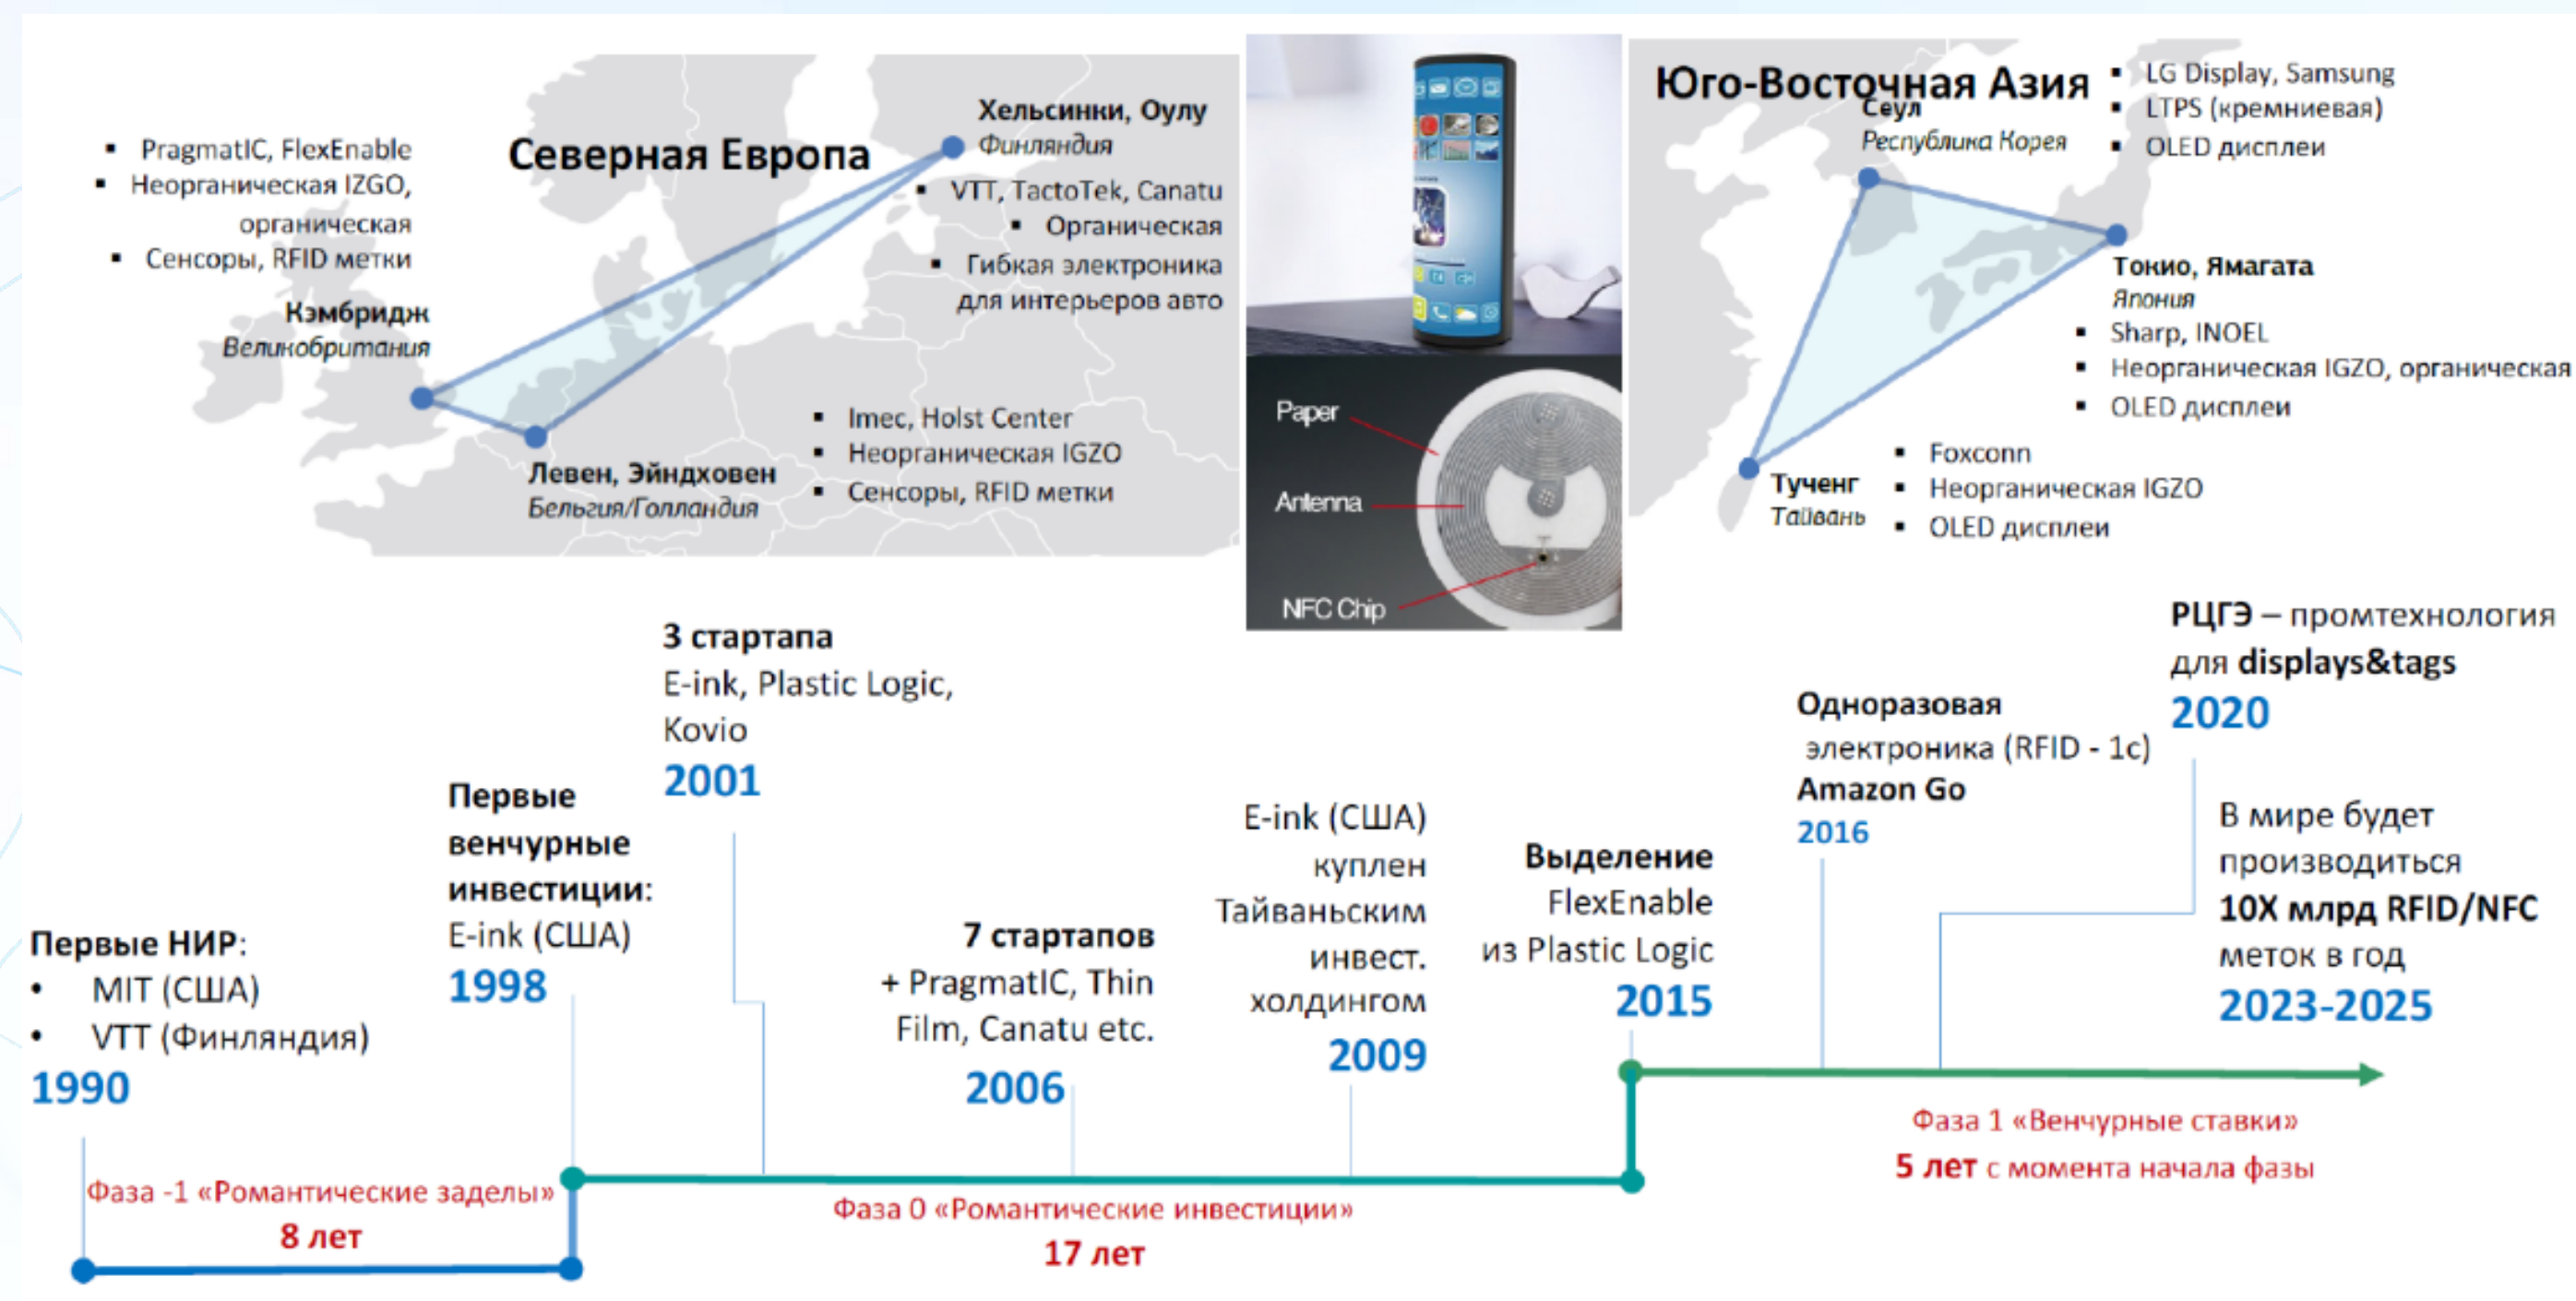 Северная Европа
▪ PragmatIC, FlexEnable
▪ Неорганическая IZGO,
органическая
▪ Сенсоры, RFID метки
Кэмбридж
Великобритания
Хельсинки, Оулу
Финляндия
▪ VTT, TactoTek, Canatu
▪ Органическая
▪ Гибкая электроника
для интерьеров авто
Левен, Эйндховен
Бельгия/Голландия
▪ Imec, Holst Center
▪ Неорганическая IGZO
▪ Сенсоры, RFID метки
Paper
Antenna
NFC Chip
Юго-Восточная Азия
Сеул
Республика Корея
▪ LG Display, Samsung
▪ LTPS (кремниевая)
▪ OLED дисплеи
Токио, Ямагата
Япония
▪ Sharp, INOEL
▪ Неорганическая IGZO, органическая
▪ OLED дисплеи
Тученг
Тайвань
▪ Foxconn
▪ Неорганическая IGZO
▪ OLED дисплеи
Первые НИР:
• MIT (США)
• VTT (Финляндия)
1990
Первые
венчурные
инвестиции:
E-ink (США)
1998
3 стартапа
E-ink, Plastic Logic,
Kovio
2001
7 стартапов
+ PragmatIC, Thin
Film, Canatu etc.
2006
E-ink (США)
куплен
Тайваньским
инвест.
холдингом
2009
Выделение
FlexEnable
из Plastic Logic
2015
Одноразовая
электроника (RFID - 1с)
Amazon Go
2016
РЦГЭ – промтехнология
для displays&tags
2020
В мире будет
производиться
10X млрд RFID/NFC
меток в год
2023-2025
Фаза -1 «Романтические заделы»
8 лет
Фаза 0 «Романтические инвестиции»
17 лет
Фаза 1 «Венчурные ставки»
5 лет с момента начала фазы